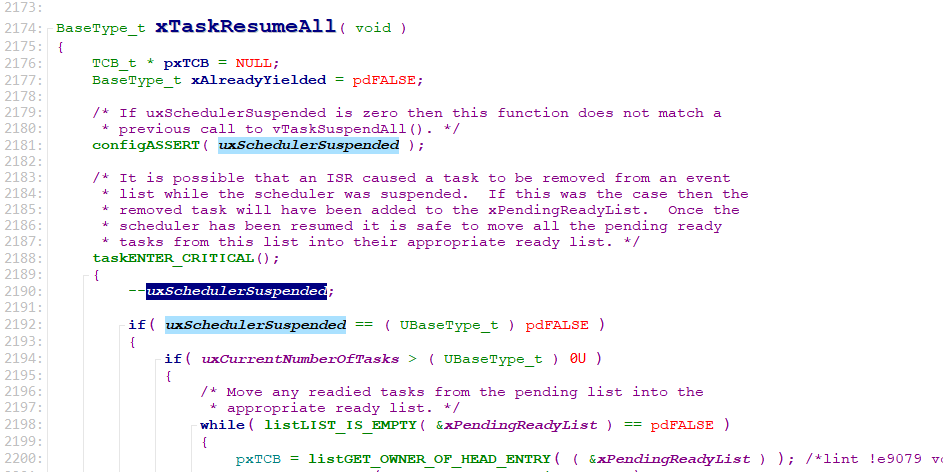 2173:
2174: BaseType_t xTaskResumeAll( void )
2175: {
2176: TCB_t * pxTCB = NULL;
2177: BaseType_t xAlreadyYielded = pdFALSE;
2178:
2179: /* If uxSchedulerSuspended is zero then this function does not match a
2180: * previous call to vTaskSuspendAll(). */
2181: configASSERT( uxSchedulerSuspended );
2182:
2183: /* It is possible that an ISR caused a task to be removed from an event
2184: * list while the scheduler was suspended. If this was the case then the
2185: * removed task will have been added to the xPendingReadyList. Once the
2186: * scheduler has been resumed it is safe to move all the pending ready
2187: * tasks from this list into their appropriate ready list. */
2188: taskENTER_CRITICAL();
2189: {
2190: --uxSchedulerSuspended;
2191:
2192: if( uxSchedulerSuspended == ( UBaseType_t ) pdFALSE )
2193: {
2194: if( uxCurrentNumberOfTasks > ( UBaseType_t ) 0U )
2195: {
2196: /* Move any readied tasks from the pending list into the
2197: * appropriate ready list. */
2198: while( listLIST_IS_EMPTY( &xPendingReadyList ) == pdFALSE )
2199: {
2200: pxTCB = listGET_OWNER_OF_HEAD_ENTRY( ( &xPendingReadyList ) ); /*lint !e9079 vo